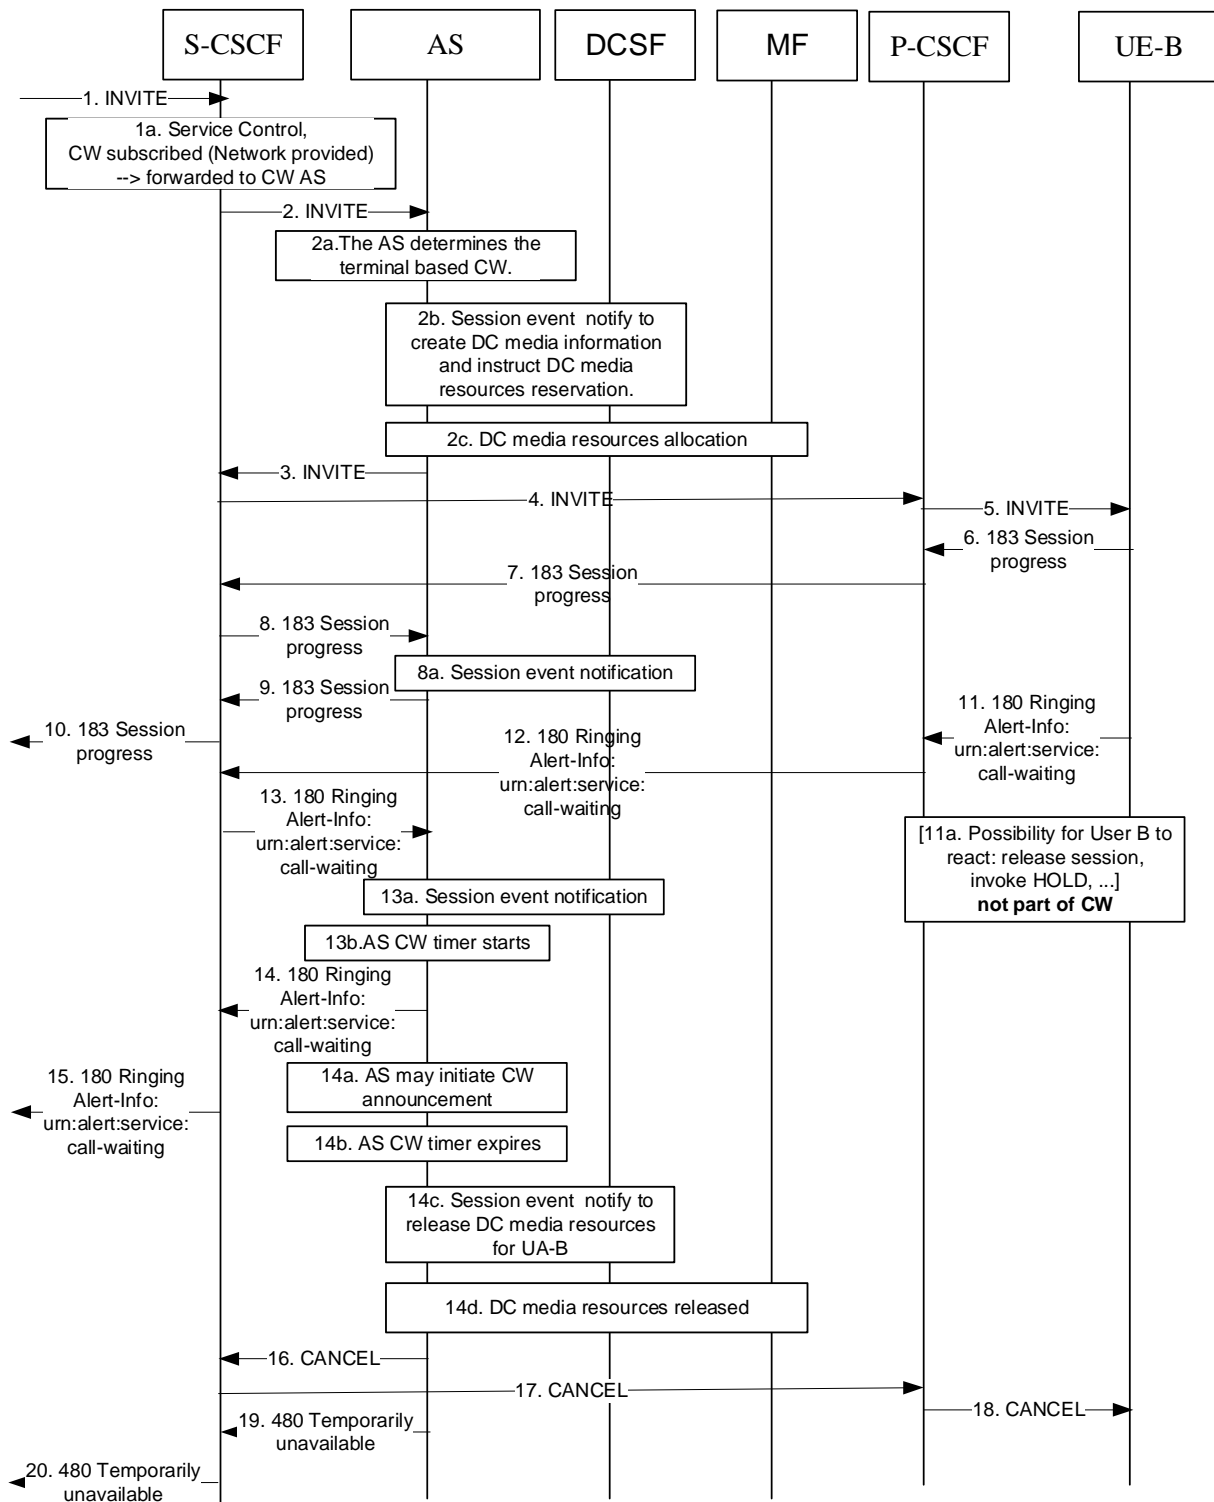 S-CSCF
AS
DCSF
MF
P-CSCF
UE-B
1. INVITE
1a. Service Control,
CW subscribed (Network provided)
--> forwarded to CW AS
2. INVITE
2a.The AS determines the
terminal based CW.
2b. Session event notify to
create DC media information
and instruct DC media
resources reservation.
2c. DC media resources allocation
3. INVITE
4. INVITE
5. INVITE
6. 183 Session
progress
7. 183 Session
progress
8. 183 Session
progress
8a. Session event notification
9. 183 Session
progress
10. 183 Session
progress
11. 180 Ringing
Alert-Info:
urn:alert:service:
call-waiting
12. 180 Ringing
Alert-Info:
urn:alert:service:
call-waiting
13. 180 Ringing
Alert-Info:
urn:alert:service:
call-waiting
[11a. Possibility for User B to
react: release session,
invoke HOLD, ...]
not part of CW
13a. Session event notification
13b.AS CW timer starts
14. 180 Ringing
Alert-Info:
urn:alert:service:
call-waiting
14a. AS may initiate CW
announcement
15. 180 Ringing
Alert-Info:
urn:alert:service:
call-waiting
14b. AS CW timer expires
14c. Session event notify to
release DC media resources
for UA-B
14d. DC media resources released
16. CANCEL
17. CANCEL
18. CANCEL
19. 480 Temporarily
unavailable
20. 480 Temporarily
unavailable